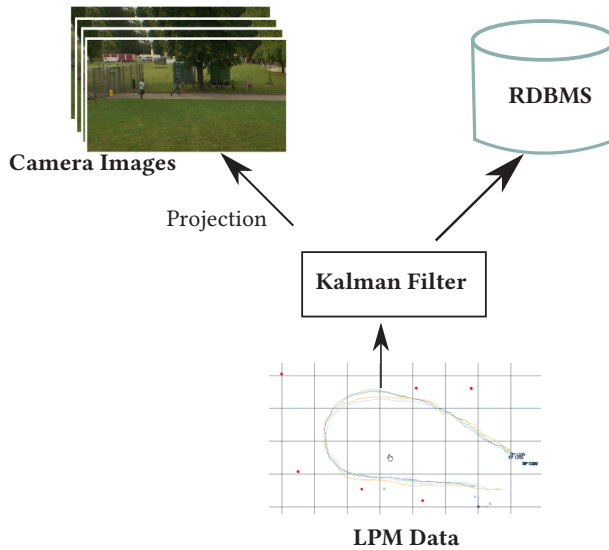 RDBMS
Camera Images
Projection
Kalman Filter
LPM Data